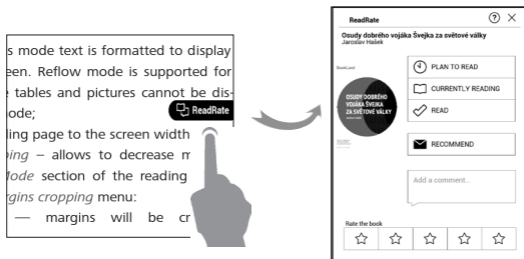 s mode text is formatted to display
een. Reflow mode is supported for
tables and pictures cannot be dis-
ode;
ReadRate
ling page to the screen width
ping – allows to decrease m
Mode section of the reading
rgins cropping menu:
— margins will be cr
ReadRate
Osudy dobrého vojáka Švejka za světové války
Jaroslav Hašek
BookLand
OSUDY DOBRÉHO
VOJÁKA ŠVEJKA
ZA SVĚTOVÉ VÁLKY
PLAN TO READ
CURRENTLY READING
READ
RECOMMEND
Add a comment...
Rate the book